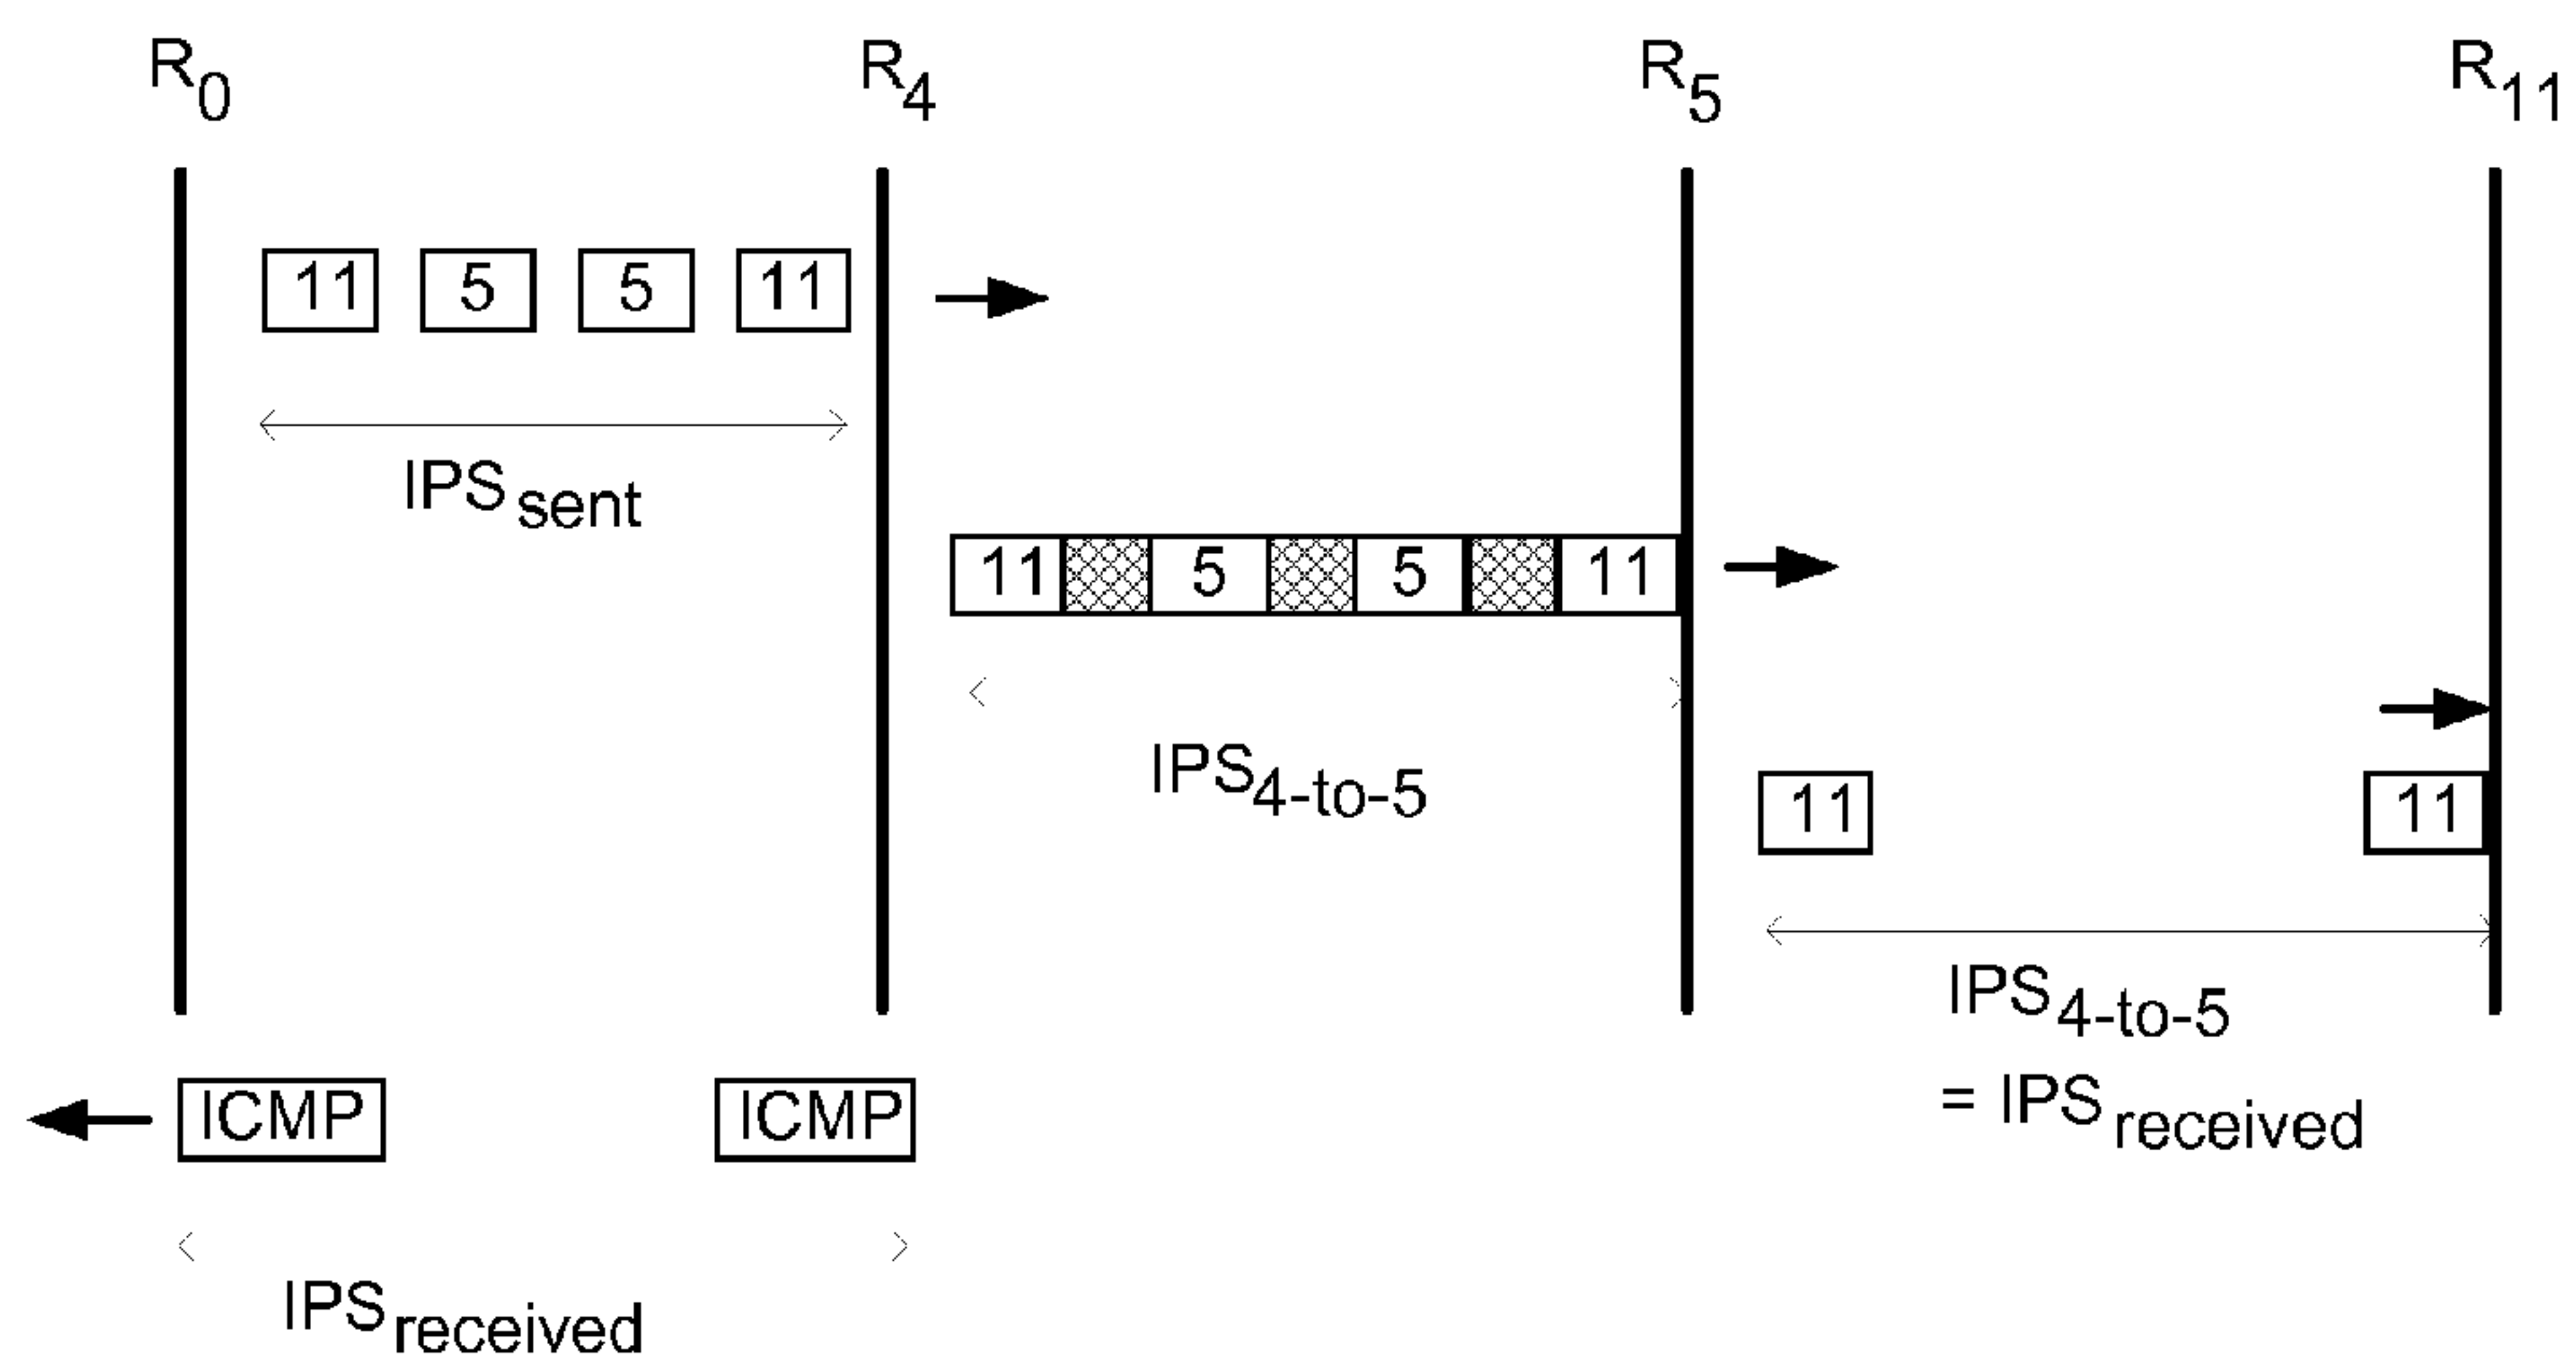 R0 R4 R5 R11
11 5 5 11
IPS sent
11 5 5 11
IPS4-to-5
11 11
IPS4-to-5
= IPS received
ICMP ICMP
IPS received